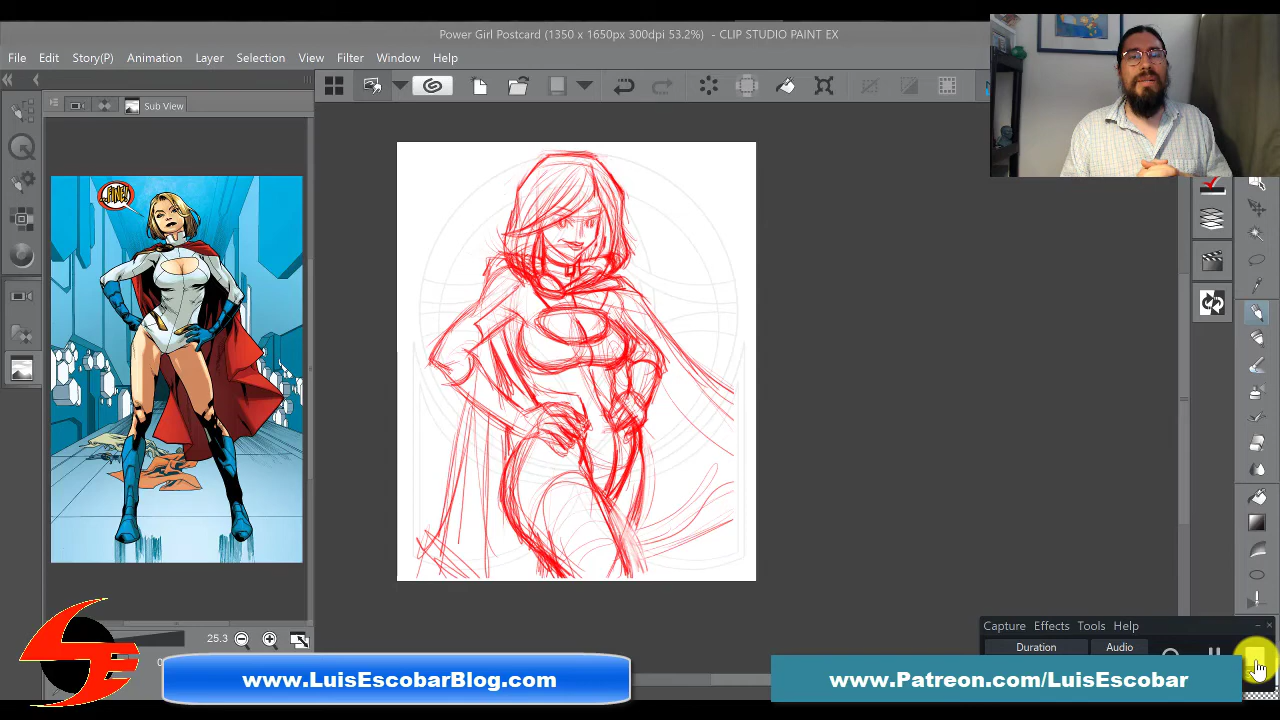 Power Girl Postcard (1350 x 1650px 300dpi 53.2%) - CLIP STUDIO PAINT EX
File Edit Story(P) Animation Layer Selection View Filter Window Help
Sub View
...FINE!
25.3
Capture Effects Tools Help
Duration Audio
www.LuisEscobarBlog.com
www.Patreon.com/LuisEscobar